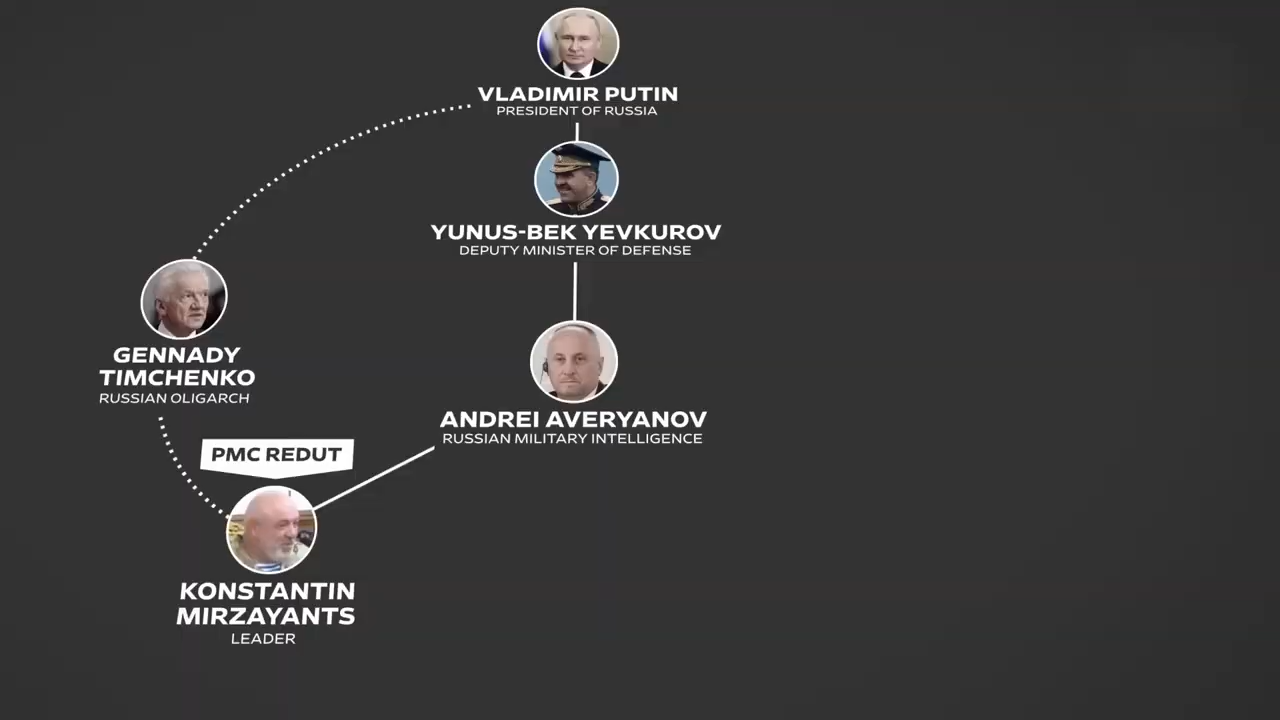 VLADIMIR PUTIN
PRESIDENT OF RUSSIA
YUNUS-BEK YEVKUROV
DEPUTY MINISTER OF DEFENSE
GENNADY
TIMCHENKO
RUSSIAN OLIGARCH
ANDREI AVERYANOV
RUSSIAN MILITARY INTELLIGENCE
PMC REDUT
KONSTANTIN
MIRZAYANTS
LEADER